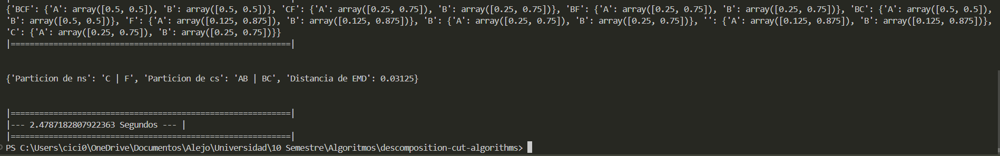 {'BCF': {'A': array([0.5, 0.5]), 'B': array([0.5, 0.5])}, 'CF': {'A': array([0.25, 0.75]), 'B': array([0.25, 0.75])}, 'BF': {'A': array([0.25, 0.75]), 'B': array([0.25, 0.75])}, 'BC': {'A': array([0.5, 0.5]),
'B': array([0.5, 0.5])}, 'F': {'A': array([0.125, 0.875]), 'B': array([0.125, 0.875])}, 'B': {'A': array([0.25, 0.75]), 'B': array([0.25, 0.75])}, '': {'A': array([0.125, 0.875]), 'B': array([0.125, 0.875])},
'C': {'A': array([0.25, 0.75]), 'B': array([0.25, 0.75])}}
|===========================================================|
{'Particion de ns': 'C | F', 'Particion de cs': 'AB | BC', 'Distancia de EMD': 0.03125}
|===========================================================|
|--- 2.4787182807922363 Segundos --- |
|===========================================================|
PS C:\Users\cici0\OneDrive\Documentos\Alejo\Universidad\10 Semestre\Algoritmos\descomposition-cut-algorithms>